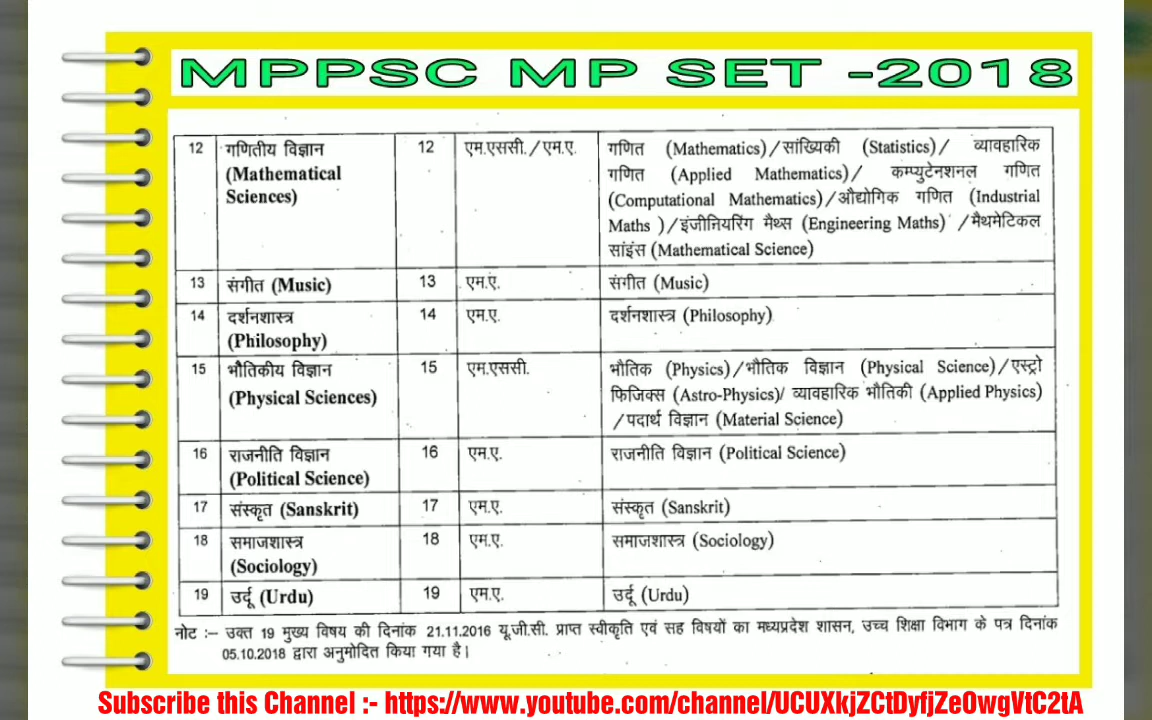 MPPSC MP SET -2018
12 गणितीय विज्ञान 12 एम.एससी./एम.ए. गणित (Mathematics)/सांख्यिकी (Statistics)/ व्यावहारिक
(Mathematical गणित (Applied Mathematics)/ कम्प्युटेनशनल गणित
Sciences) (Computational Mathematics)/औद्योगिक गणित (Industrial
Maths )/इंजीनियरिंग मैथ्स (Engineering Maths) /मैथमेटिकल
सांइंस (Mathematical Science)
13 संगीत (Music) 13 एम.ए. संगीत (Music)
14 दर्शनशास्त्र 14 एम.ए. दर्शनशास्त्र (Philosophy)
(Philosophy)
15 भौतिकीय विज्ञान 15 एम.एससी. भौतिक (Physics)/भौतिक विज्ञान (Physical Science)/एस्ट्रो
(Physical Sciences) फिजिक्स (Astro-Physics)/ व्यावहारिक भौतिकी (Applied Physics)
/पदार्थ विज्ञान (Material Science)
16 राजनीति विज्ञान 16 एम.ए. राजनीति विज्ञान (Political Science)
(Political Science)
17 संस्कृत (Sanskrit) 17 एम.ए. संस्कृत (Sanskrit)
18 समाजशास्त्र 18 एम.ए. समाजशास्त्र (Sociology)
(Sociology)
19 उर्दू (Urdu) 19 एम.ए. उर्दू (Urdu)
नोट :– उक्त 19 मुख्य विषय की दिनांक 21.11.2016 यू.जी.सी. प्राप्त स्वीकृति एवं सह विषयों का मध्यप्रदेश शासन, उच्च शिक्षा विभाग के पत्र दिनांक
05.10.2018 द्वारा अनुमोदित किया गया है।
Subscribe this Channel :- https://www.youtube.com/channel/UCUXkjZCtDyfjZeOwgVtC2tA